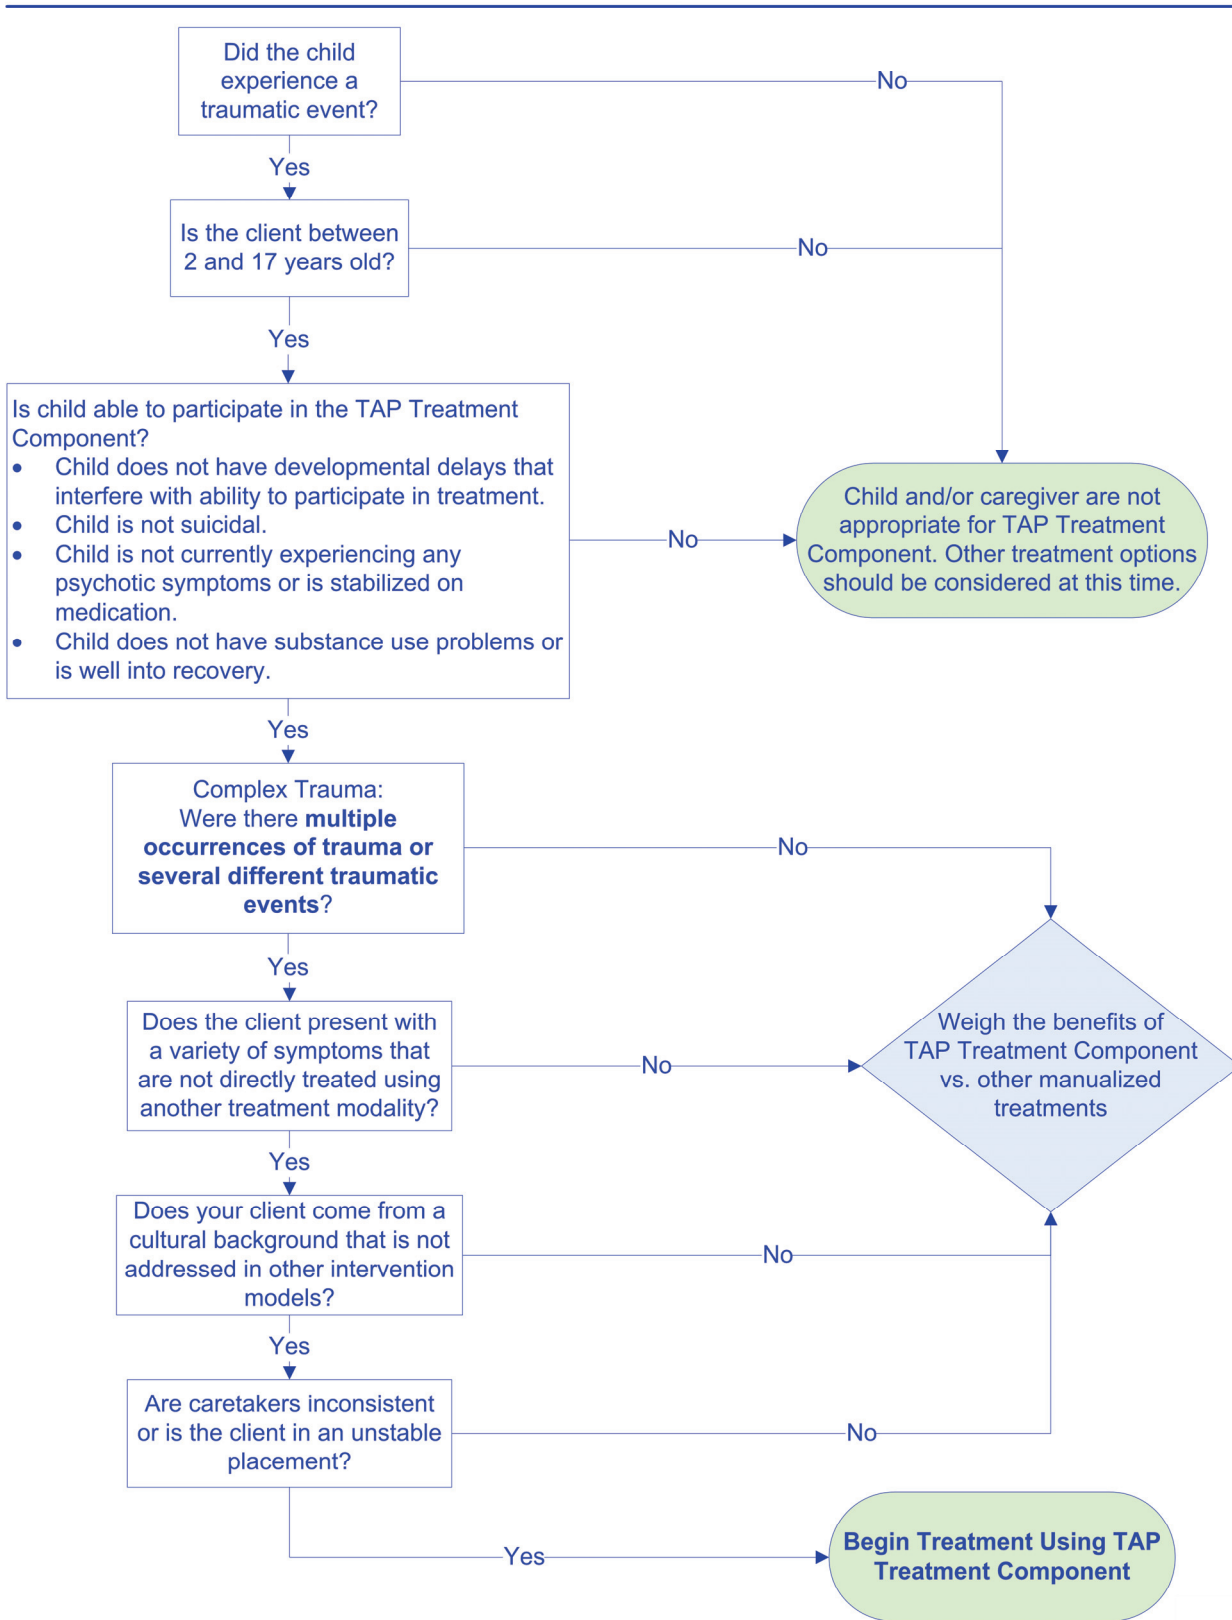 Did the child
experience a
traumatic event?
No
Yes
Is the client between
2 and 17 years old?
No
Yes
Is child able to participate in the TAP Treatment
Component?
• Child does not have developmental delays that
interfere with ability to participate in treatment.
• Child is not suicidal.
• Child is not currently experiencing any
psychotic symptoms or is stabilized on
medication.
• Child does not have substance use problems or
is well into recovery.
No
Child and/or caregiver are not
appropriate for TAP Treatment
Component. Other treatment options
should be considered at this time.
Yes
Complex Trauma:
Were there multiple
occurrences of trauma or
several different traumatic
events?
No
Yes
Does the client present with
a variety of symptoms that
are not directly treated using
another treatment modality?
No
Weigh the benefits of
TAP Treatment Component
vs. other manualized
treatments
Yes
Does your client come from a
cultural background that is not
addressed in other intervention
models?
No
Yes
Are caretakers inconsistent
or is the client in an unstable
placement?
No
Yes
Begin Treatment Using TAP
Treatment Component